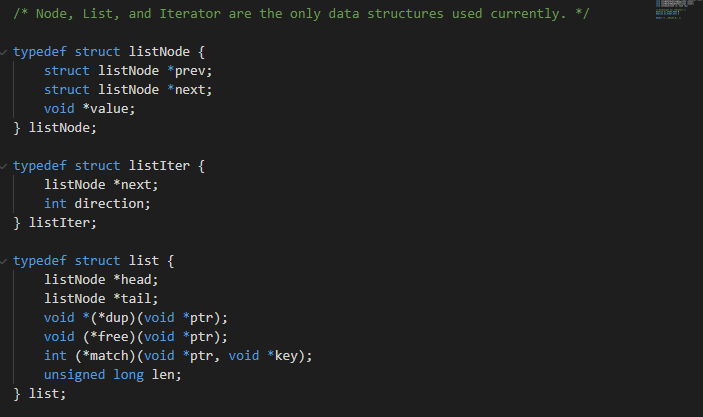 /* Node, List, and Iterator are the only data structures used currently. */
typedef struct listNode {
struct listNode *prev;
struct listNode *next;
void *value;
} listNode;
typedef struct listIter {
listNode *next;
int direction;
} listIter;
typedef struct list {
listNode *head;
listNode *tail;
void *(*dup)(void *ptr);
void (*free)(void *ptr);
int (*match)(void *ptr, void *key);
unsigned long len;
} list;